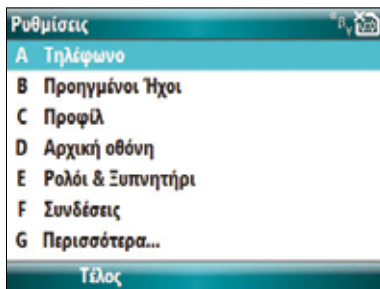 Ρυθμίσεις
A Τηλέφωνο
B Προηγμένοι Ήχοι
C Προφίλ
D Αρχική οθόνη
E Ρολόι & Ξυπνητήρι
F Συνδέσεις
G Περισσότερα...
Τέλος